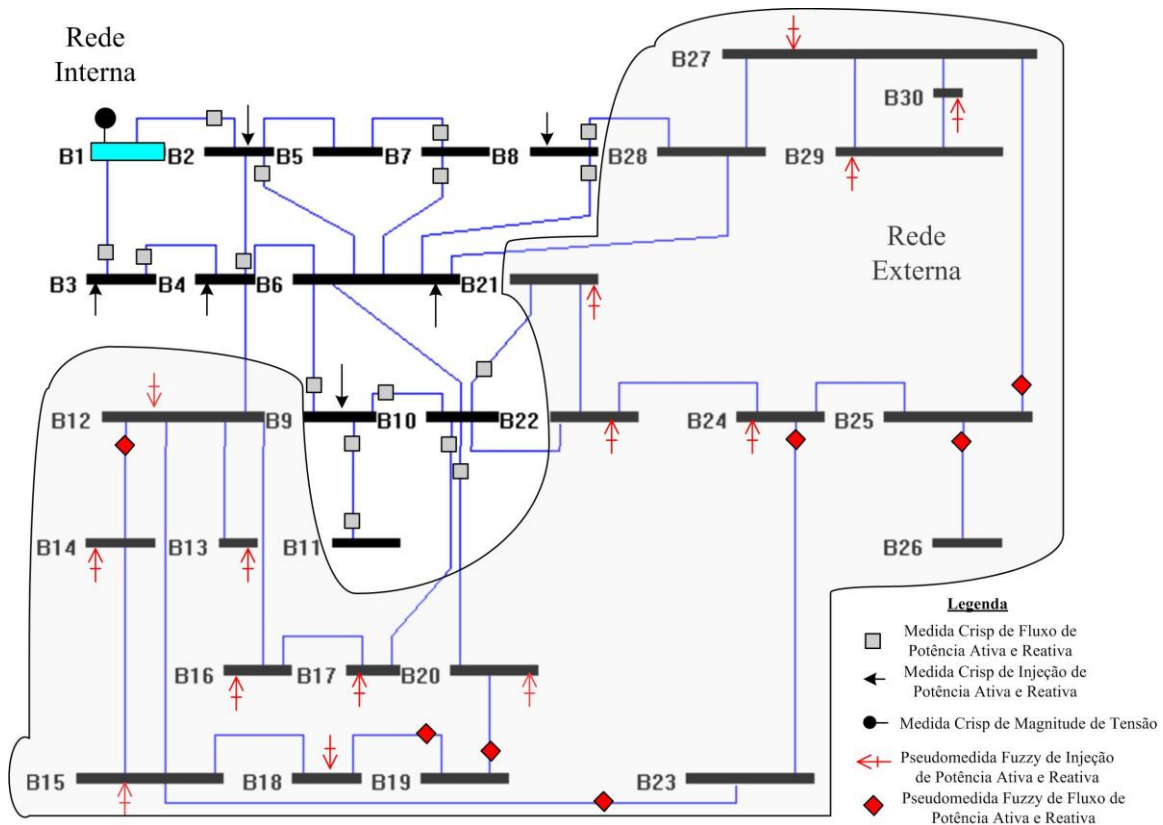 Rede
Interna
B27
B30
B1
B2
B5
B7
B8
B28
B29
Rede
Externa
B3
B4
B6
B21
B12
B9
B10
B22
B24
B25
B14
B13
B11
B26
B16
B17
B20
B15
B18
B19
B23
Legenda
Medida Crisp de Fluxo de
Potência Ativa e Reativa
Medida Crisp de Injeção de
Potência Ativa e Reativa
Medida Crisp de Magnitude de Tensão
Pseudomedida Fuzzy de Injeção
de Potência Ativa e Reativa
Pseudomedida Fuzzy de Fluxo de
Potência Ativa e Reativa